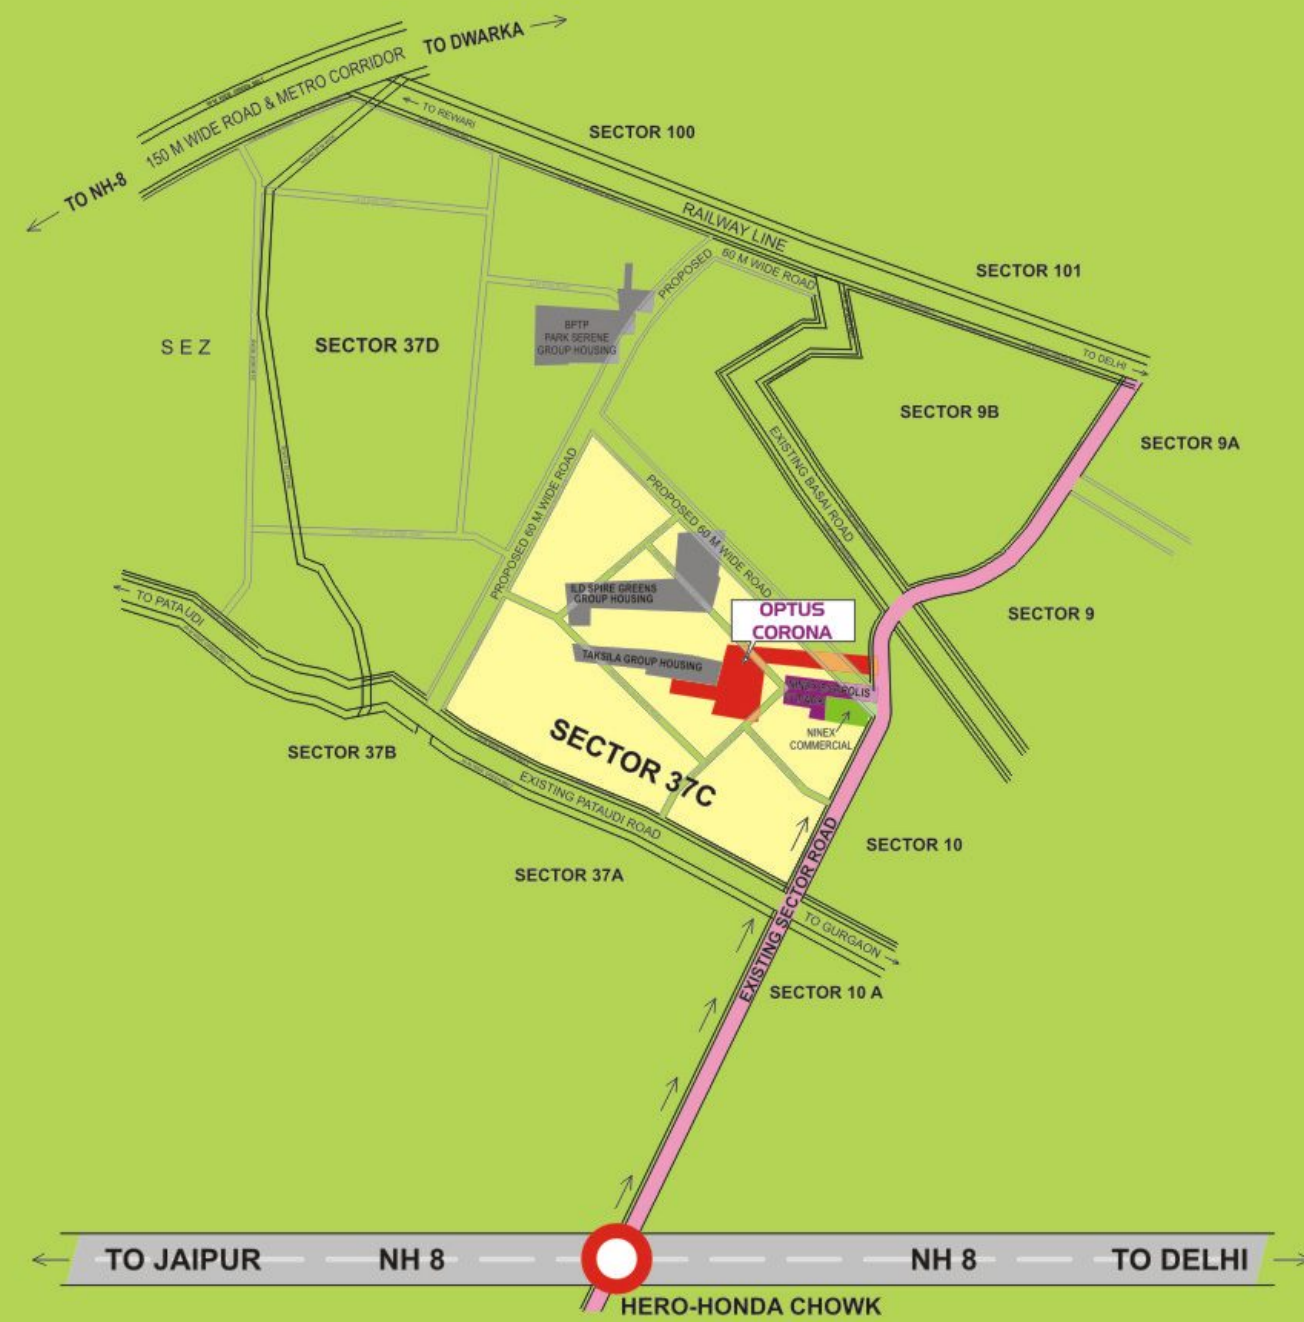 TO DWARKA
150 M WIDE ROAD & METRO CORRIDOR
TO NH-8
TO REWARI
SECTOR 100
RAILWAY LINE
SECTOR 101
TO DELHI
PROPOSED 60 M WIDE ROAD
SEZ
SECTOR 37D
BPTP
PARK SERENE
GROUP HOUSING
SECTOR 9B
SECTOR 9A
EXISTING BASAI ROAD
PROPOSED 60 M WIDE ROAD
PROPOSED 60 M WIDE ROAD
ILD SPIRE GREENS
GROUP HOUSING
OPTUS
CORONA
SECTOR 9
TO PATAUDI
TAKSILA GROUP HOUSING
NINEX
COMMERCIAL
SECTOR 37C
SECTOR 37B
EXISTING PATAUDI ROAD
SECTOR 10
SECTOR 37A
EXISTING SECTOR ROAD
TO GURGAON
SECTOR 10 A
TO JAIPUR
NH 8
NH 8
TO DELHI
HERO-HONDA CHOWK